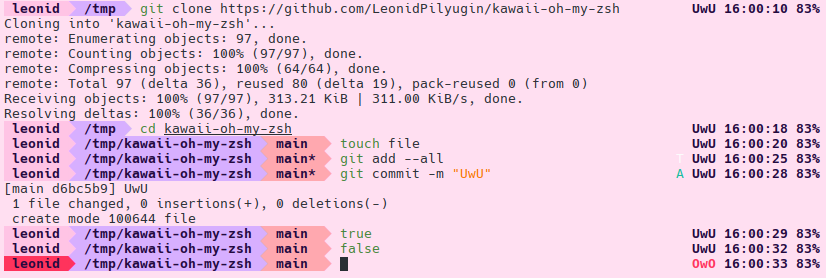 leonid /tmp git clone https://github.com/LeonidPilyugin/kawaii-oh-my-zsh UwU 16:00:10 83%
Cloning into 'kawaii-oh-my-zsh'...
remote: Enumerating objects: 97, done.
remote: Counting objects: 100% (97/97), done.
remote: Compressing objects: 100% (64/64), done.
remote: Total 97 (delta 36), reused 80 (delta 19), pack-reused 0 (from 0)
Receiving objects: 100% (97/97), 313.21 KiB | 311.00 KiB/s, done.
Resolving deltas: 100% (36/36), done.
leonid /tmp cd kawaii-oh-my-zsh UwU 16:00:18 83%
leonid /tmp/kawaii-oh-my-zsh main touch file UwU 16:00:20 83%
leonid /tmp/kawaii-oh-my-zsh main* git add --all T UwU 16:00:25 83%
leonid /tmp/kawaii-oh-my-zsh main* git commit -m "UwU" A UwU 16:00:28 83%
[main d6bc5b9] UwU
1 file changed, 0 insertions(+), 0 deletions(-)
create mode 100644 file
leonid /tmp/kawaii-oh-my-zsh main true UwU 16:00:29 83%
leonid /tmp/kawaii-oh-my-zsh main false UwU 16:00:32 83%
leonid /tmp/kawaii-oh-my-zsh main OwO 16:00:33 83%